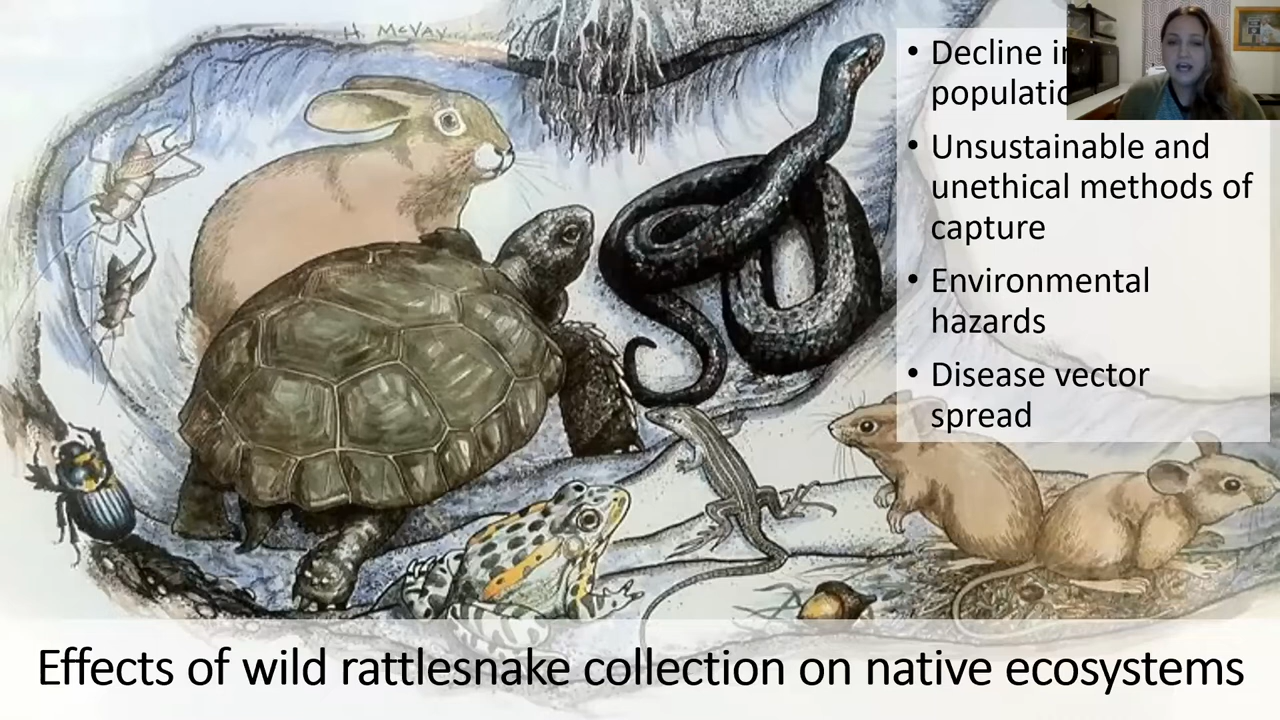 H. McVAY
• Decline
populatio
• Unsustainable and
unethical methods of
capture
• Environmental
hazards
• Disease vector
spread
Effects of wild rattlesnake collection on native ecosystems